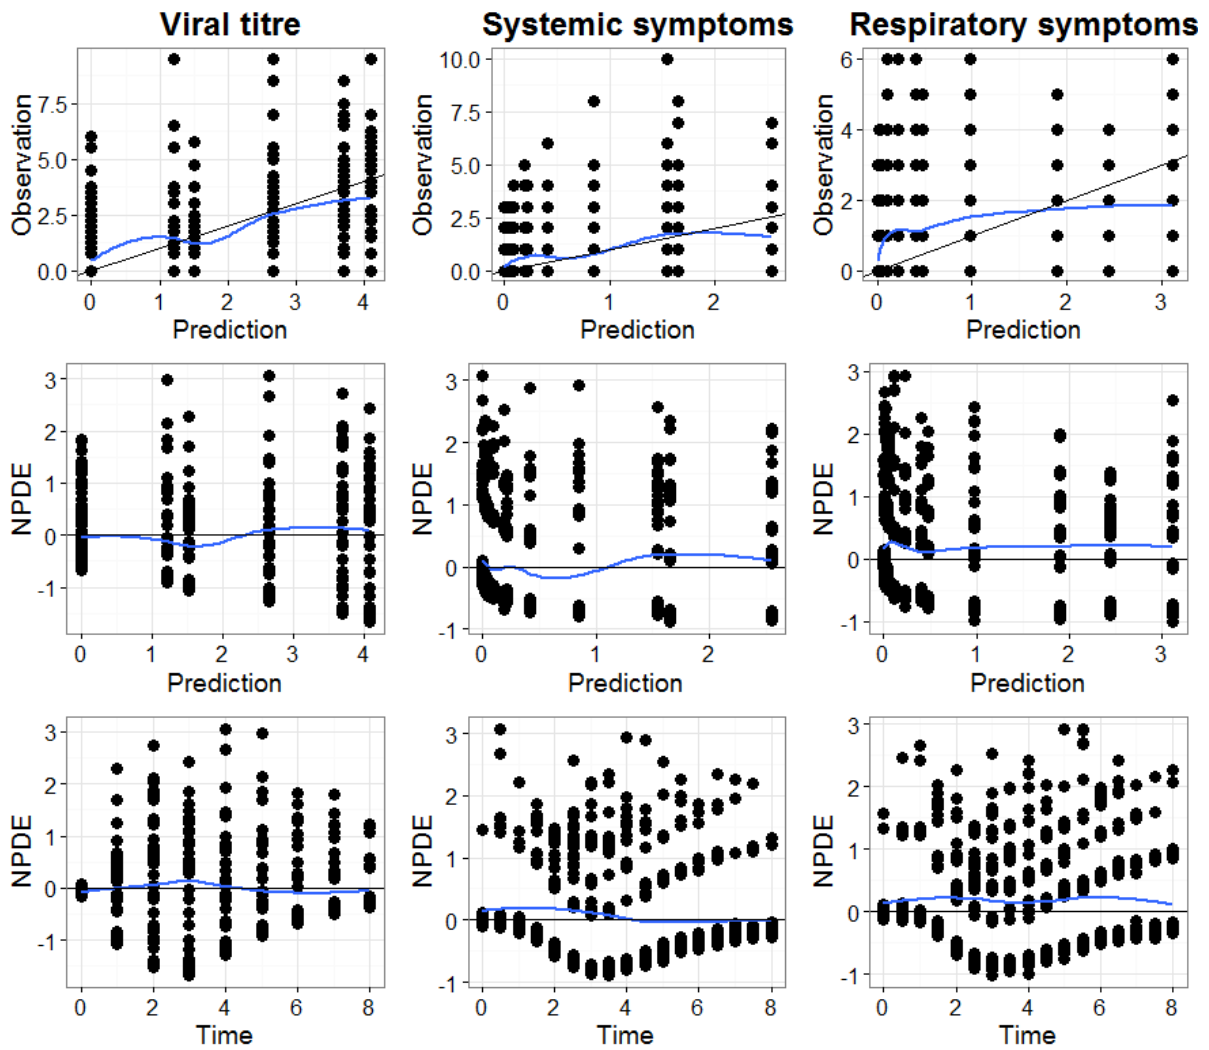 Viral titre Systemic symptoms Respiratory symptoms
Observation Observation Observation
7.5 5.0 2.5 0.0
10.0 7.5 5.0 2.5 0.0
6 4 2 0
0 1 2 3 4 0 1 2 0 1 2 3
Prediction Prediction Prediction
NPDE NPDE NPDE
3 2 1 0 -1
3 2 1 0 -1
3 2 1 0 -1
0 1 2 3 4 0 1 2 0 1 2 3
Prediction Prediction Prediction
NPDE NPDE NPDE
3 2 1 0 -1
3 2 1 0 -1
3 2 1 0 -1
0 2 4 6 8 0 2 4 6 8 0 2 4 6 8
Time Time Time